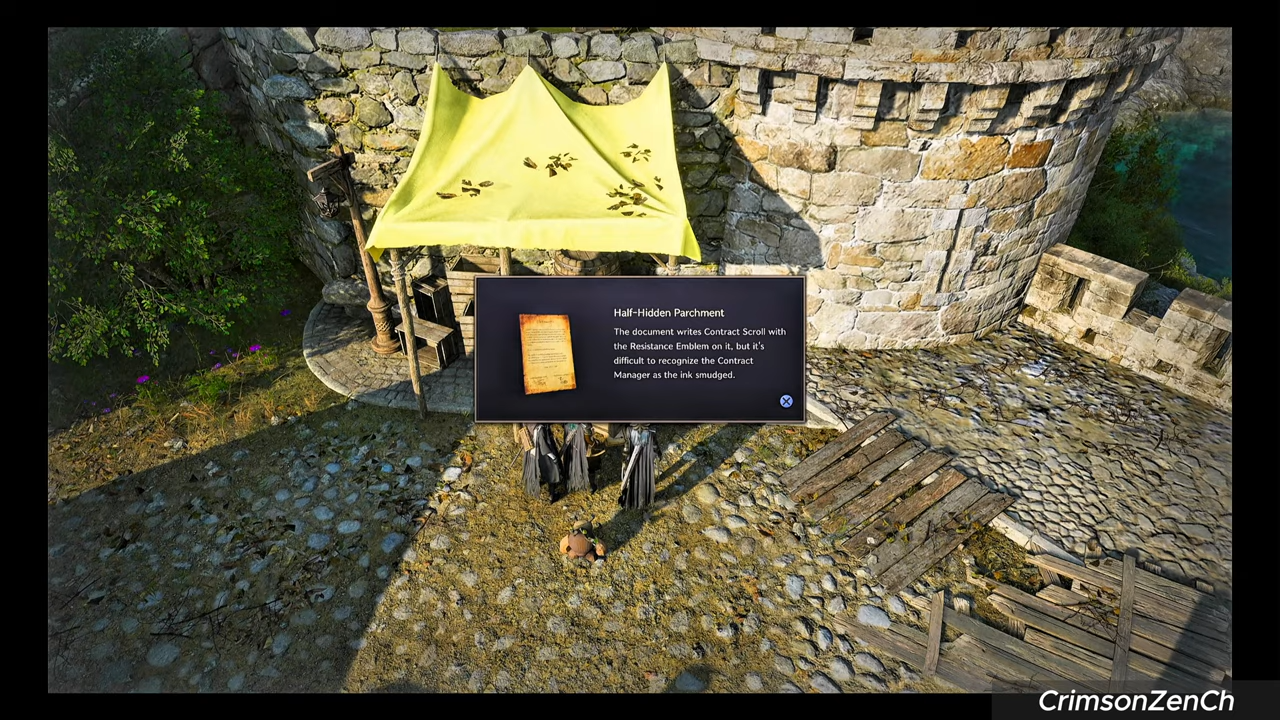 Half-Hidden Parchment
The document writes Contract Scroll with
the Resistance Emblem on it, but it's
difficult to recognize the Contract
Manager as the ink smudged.
CrimsonZenCh